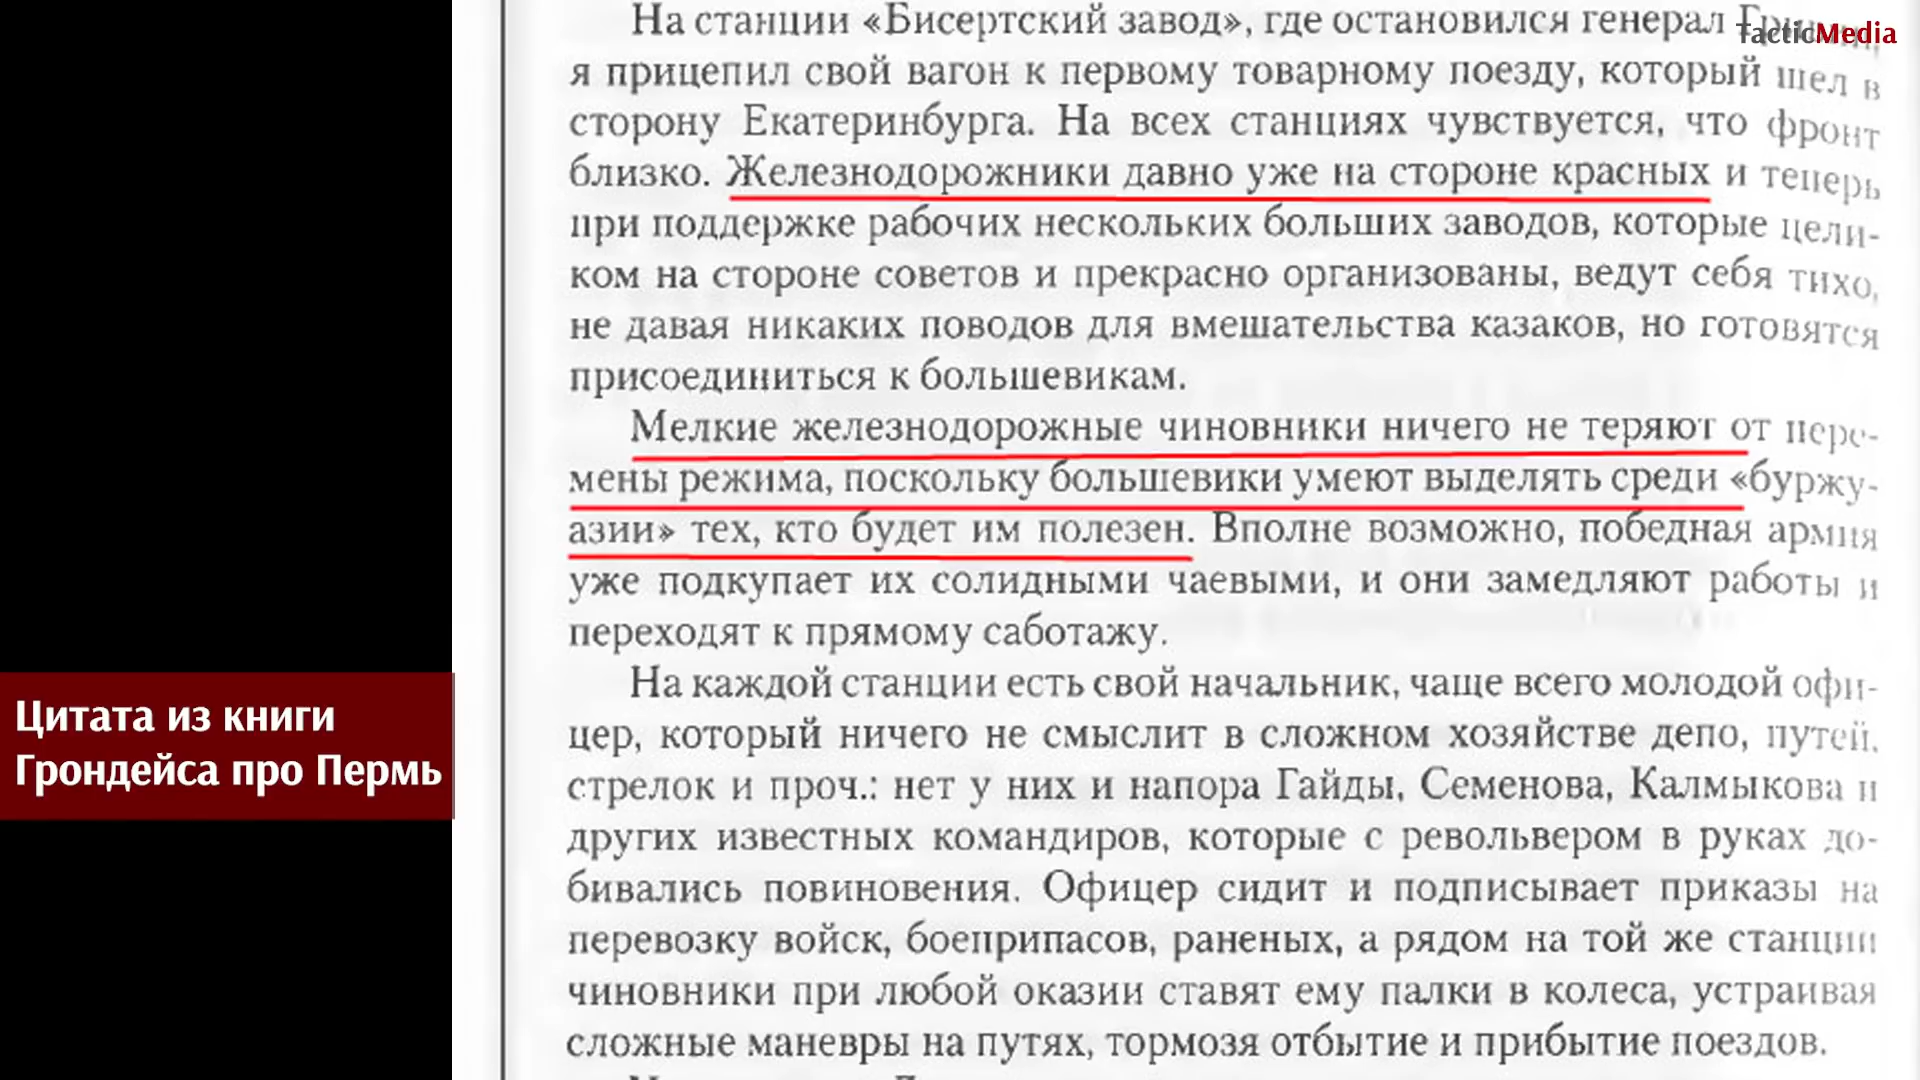 На станции «Бисертский завод», где остановился генерал
TacticMedia
я прицепил свой вагон к первому товарному поезду, который шел в
сторону Екатеринбурга. На всех станциях чувствуется, что фронт
близко. Железнодорожники давно уже на стороне красных и теперь
при поддержке рабочих нескольких больших заводов, которые цели-
ком на стороне советов и прекрасно организованы, ведут себя тихо,
не давая никаких поводов для вмешательства казаков, но готовятся
присоединиться к большевикам.
Мелкие железнодорожные чиновники ничего не теряют от пере-
мены режима, поскольку большевики умеют выделять среди «буржу-
азии» тех, кто будет им полезен. Вполне возможно, победная армия
уже подкупает их солидными чаевыми, и они замедляют работы и
переходят к прямому саботажу.
На каждой станции есть свой начальник, чаще всего молодой офи-
цер, который ничего не смыслит в сложном хозяйстве депо, путей,
стрелок и проч.: нет у них и напора Гайды, Семенова, Калмыкова и
других известных командиров, которые с револьвером в руках до-
бивались повиновения. Офицер сидит и подписывает приказы на
перевозку войск, боеприпасов, раненых, а рядом на той же станции
чиновники при любой оказии ставят ему палки в колеса, устраивая
сложные маневры на путях, тормозя отбытие и прибытие поездов.
Цитата из книги
Грондейса про Пермь